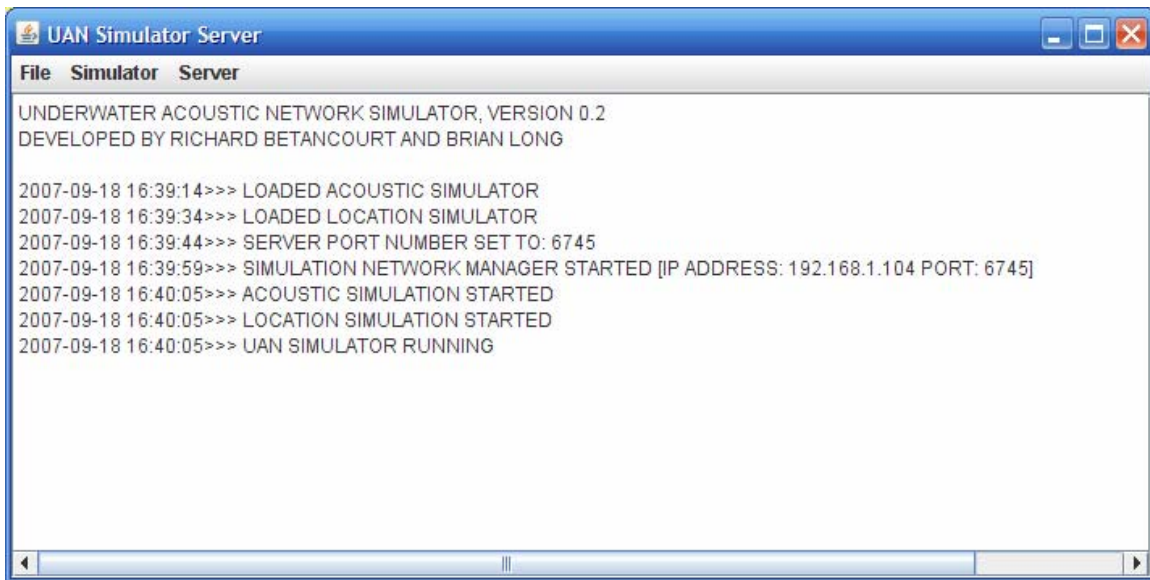 UAN Simulator Server
File Simulator Server
UNDERWATER ACOUSTIC NETWORK SIMULATOR, VERSION 0.2
DEVELOPED BY RICHARD BETANCOURT AND BRIAN LONG
2007-09-18 16:39:14>>> LOADED ACOUSTIC SIMULATOR
2007-09-18 16:39:34>>> LOADED LOCATION SIMULATOR
2007-09-18 16:39:44>>> SERVER PORT NUMBER SET TO: 6745
2007-09-18 16:39:59>>> SIMULATION NETWORK MANAGER STARTED [IP ADDRESS: 192.168.1.104 PORT: 6745]
2007-09-18 16:40:05>>> ACOUSTIC SIMULATION STARTED
2007-09-18 16:40:05>>> LOCATION SIMULATION STARTED
2007-09-18 16:40:05>>> UAN SIMULATOR RUNNING